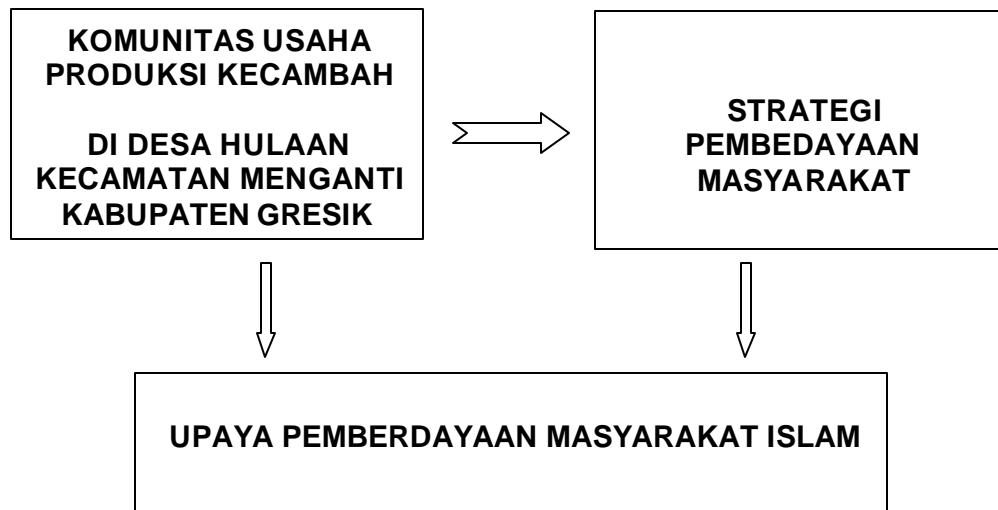 KOMUNITAS USAHA
PRODUKSI KECAMBAH
DI DESA HULAAN
KECAMATAN MENGANTI
KABUPATEN GRESIK
STRATEGI
PEMBEDAYAAN
MASYARAKAT
UPAYA PEMBERDAYAAN MASYARAKAT ISLAM